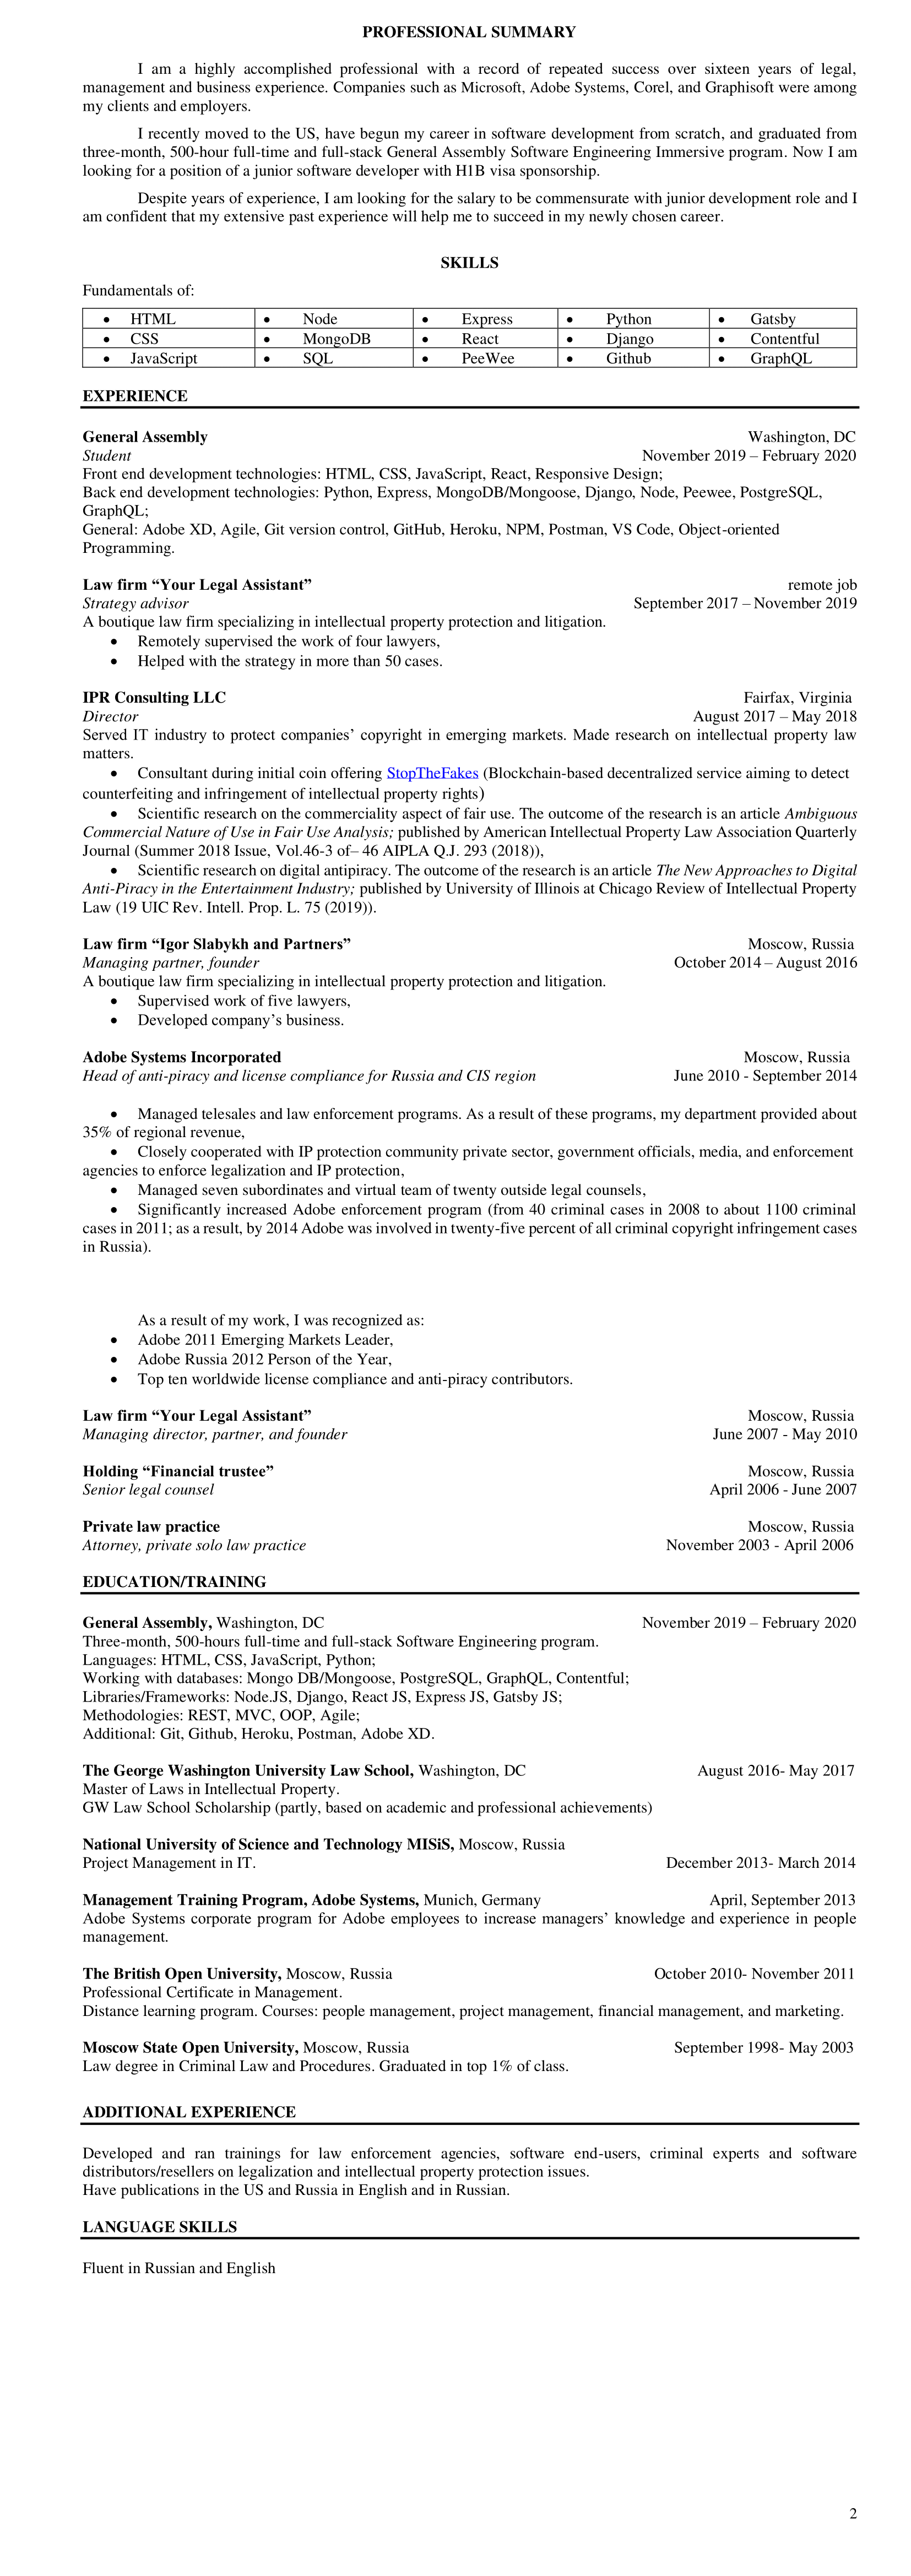 PROFESSIONAL SUMMARY
I am a highly accomplished professional with a record of repeated success over sixteen years of legal,
management and business experience. Companies such as Microsoft, Adobe Systems, Corel, and Graphisoft were among
my clients and employers.
I recently moved to the US, have begun my career in software development from scratch, and graduated from
three-month, 500-hour full-time and full-stack General Assembly Software Engineering Immersive program. Now I am
looking for a position of a junior software developer with H1B visa sponsorship.
Despite years of experience, I am looking for the salary to be commensurate with junior development role and I
am confident that my extensive past experience will help me to succeed in my newly chosen career.
SKILLS
Fundamentals of:
• HTML • Node • Express • Python • Gatsby
• CSS • MongoDB • React • Django • Contentful
• JavaScript • SQL • PeeWee • Github • GraphQL
EXPERIENCE
General Assembly Washington, DC
Student November 2019 – February 2020
Front end development technologies: HTML, CSS, JavaScript, React, Responsive Design;
Back end development technologies: Python, Express, MongoDB/Mongoose, Django, Node, Peewee, PostgreSQL,
GraphQL;
General: Adobe XD, Agile, Git version control, GitHub, Heroku, NPM, Postman, VS Code, Object-oriented
Programming.
Law firm “Your Legal Assistant” remote job
Strategy advisor September 2017 – November 2019
A boutique law firm specializing in intellectual property protection and litigation.
• Remotely supervised the work of four lawyers,
• Helped with the strategy in more than 50 cases.
IPR Consulting LLC Fairfax, Virginia
Director August 2017 – May 2018
Served IT industry to protect companies’ copyright in emerging markets. Made research on intellectual property law
matters.
• Consultant during initial coin offering StopTheFakes (Blockchain-based decentralized service aiming to detect
counterfeiting and infringement of intellectual property rights)
• Scientific research on the commerciality aspect of fair use. The outcome of the research is an article Ambiguous
Commercial Nature of Use in Fair Use Analysis; published by American Intellectual Property Law Association Quarterly
Journal (Summer 2018 Issue, Vol.46-3 of– 46 AIPLA Q.J. 293 (2018)),
• Scientific research on digital antipiracy. The outcome of the research is an article The New Approaches to Digital
Anti-Piracy in the Entertainment Industry; published by University of Illinois at Chicago Review of Intellectual Property
Law (19 UIC Rev. Intell. Prop. L. 75 (2019)).
Law firm “Igor Slabykh and Partners” Moscow, Russia
Managing partner, founder October 2014 – August 2016
A boutique law firm specializing in intellectual property protection and litigation.
• Supervised work of five lawyers,
• Developed company’s business.
Adobe Systems Incorporated Moscow, Russia
Head of anti-piracy and license compliance for Russia and CIS region June 2010 - September 2014
• Managed telesales and law enforcement programs. As a result of these programs, my department provided about
35% of regional revenue,
• Closely cooperated with IP protection community private sector, government officials, media, and enforcement
agencies to enforce legalization and IP protection,
• Managed seven subordinates and virtual team of twenty outside legal counsels,
• Significantly increased Adobe enforcement program (from 40 criminal cases in 2008 to about 1100 criminal
cases in 2011; as a result, by 2014 Adobe was involved in twenty-five percent of all criminal copyright infringement cases
in Russia).
As a result of my work, I was recognized as:
• Adobe 2011 Emerging Markets Leader,
• Adobe Russia 2012 Person of the Year,
• Top ten worldwide license compliance and anti-piracy contributors.
Law firm “Your Legal Assistant” Moscow, Russia
Managing director, partner, and founder June 2007 - May 2010
Holding “Financial trustee” Moscow, Russia
Senior legal counsel April 2006 - June 2007
Private law practice Moscow, Russia
Attorney, private solo law practice November 2003 - April 2006
EDUCATION/TRAINING
General Assembly, Washington, DC November 2019 – February 2020
Three-month, 500-hours full-time and full-stack Software Engineering program.
Languages: HTML, CSS, JavaScript, Python;
Working with databases: Mongo DB/Mongoose, PostgreSQL, GraphQL, Contentful;
Libraries/Frameworks: Node.JS, Django, React JS, Express JS, Gatsby JS;
Methodologies: REST, MVC, OOP, Agile;
Additional: Git, Github, Heroku, Postman, Adobe XD.
The George Washington University Law School, Washington, DC August 2016- May 2017
Master of Laws in Intellectual Property.
GW Law School Scholarship (partly, based on academic and professional achievements)
National University of Science and Technology MISiS, Moscow, Russia
Project Management in IT. December 2013- March 2014
Management Training Program, Adobe Systems, Munich, Germany April, September 2013
Adobe Systems corporate program for Adobe employees to increase managers’ knowledge and experience in people
management.
The British Open University, Moscow, Russia October 2010- November 2011
Professional Certificate in Management.
Distance learning program. Courses: people management, project management, financial management, and marketing.
Moscow State Open University, Moscow, Russia September 1998- May 2003
Law degree in Criminal Law and Procedures. Graduated in top 1% of class.
ADDITIONAL EXPERIENCE
Developed and ran trainings for law enforcement agencies, software end-users, criminal experts and software
distributors/resellers on legalization and intellectual property protection issues.
Have publications in the US and Russia in English and in Russian.
LANGUAGE SKILLS
Fluent in Russian and English
2